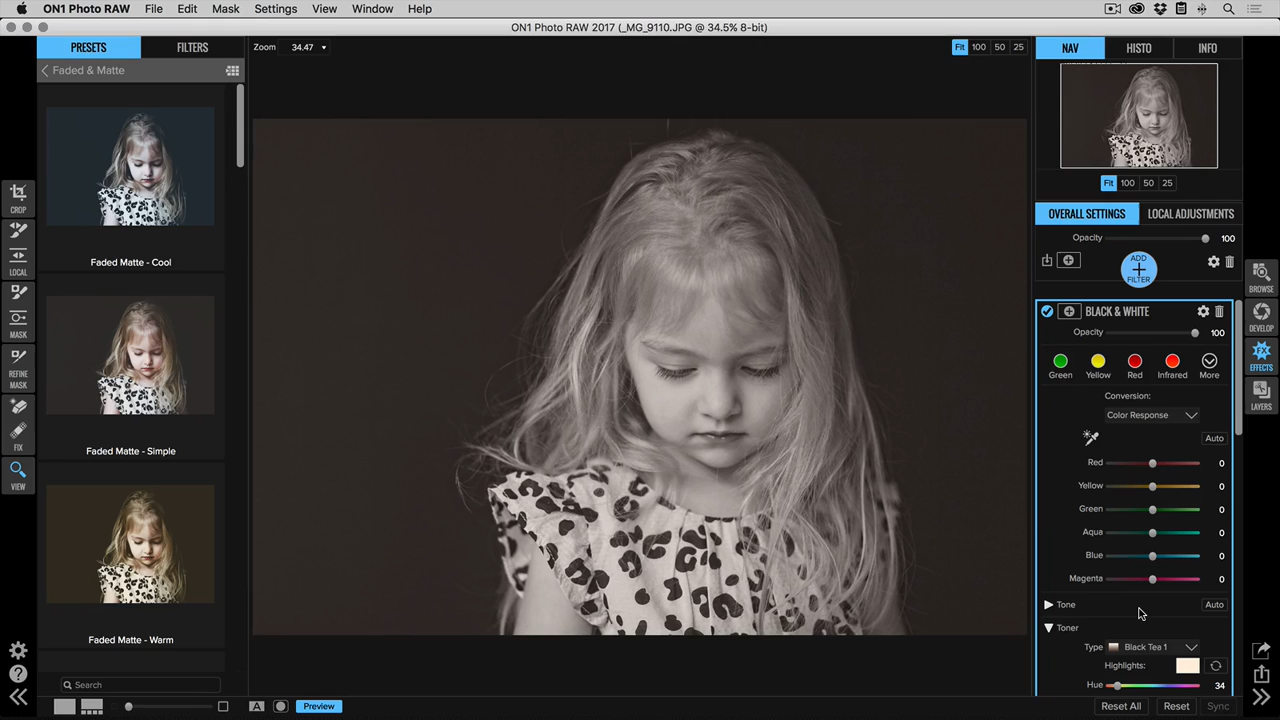 ONI Photo RAW File Edit Mask Settings View Window Help
ON1 Photo RAW 2017 (_MG_9110.JPG @ 34.5% 8-bit)
PRESETS FILTERS
Faded & Matte
Faded Matte - Cool
Faded Matte - Simple
Faded Matte - Warm
Search
CROP
LOCAL
MASK
REFINE
MASK
FIX
VIEW
Zoom 34.47
Fit 100 50 25
A Preview
NAV HISTO INFO
Fit 100 50 25
OVERALL SETTINGS LOCAL ADJUSTMENTS
Opacity 100
ADD
FILTER
BLACK & WHITE
Opacity 100
Green Yellow Red Infrared More
Conversion:
Color Response
Auto
Red 0
Yellow 0
Green 0
Aqua 0
Blue 0
Magenta 0
Tone Auto
Toner
Type Black Tea 1
Highlights:
Hue 34
Reset All Reset Sync
BROWSE
DEVELOP
FX
EFFECTS
LAYERS